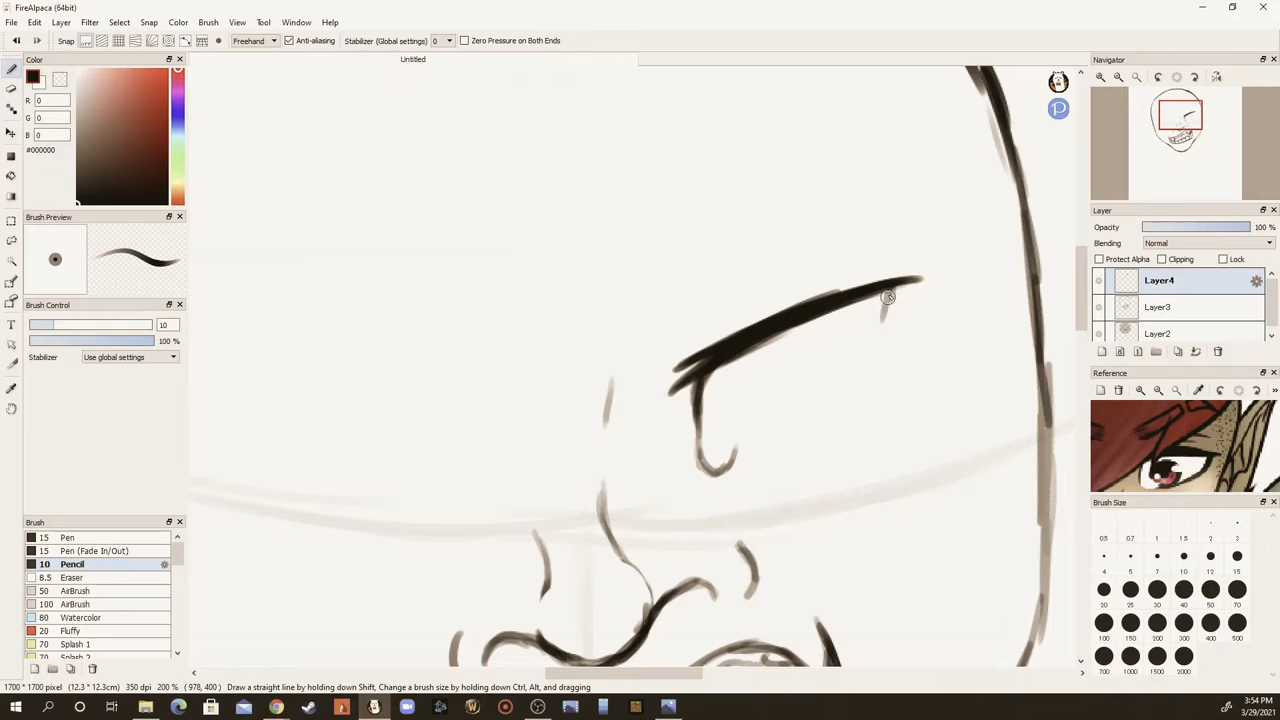 FireAlpaca (64bit)
File Edit Layer Filter Select Snap Color Brush View Tool Window Help
Snap OFF Freehand Anti-aliasing Stabilizer (Global settings) 0 Zero Pressure on Both Ends
Color
R 0
G 0
B 0
#000000
Brush Preview
Brush Control
10
100 %
Stabilizer Use global settings
Brush
15 Pen
15 Pen (Fade In/Out)
10 Pencil
8.5 Eraser
50 AirBrush
100 AirBrush
80 Watercolor
20 Fluffy
70 Splash 1
70 Splash 2
Untitled
P
Navigator
Layer
Opacity 100 %
Blending Normal
Protect Alpha Clipping Lock
Layer4
Layer3
Layer2
Reference
Brush Size
0.5 0.7 1 1.5 2 3
4 5 7 10 12 15
20 25 30 40 50 70
100 150 200 300 400 500
700 1000 1500 2000
1700 * 1700 pixel (12.3 * 12.3cm) 350 dpi 200 % ( 978, 400 ) Draw a straight line by holding down Shift, Change a brush size by holding down Ctrl, Alt, and dragging
3:54 PM
3/29/2021